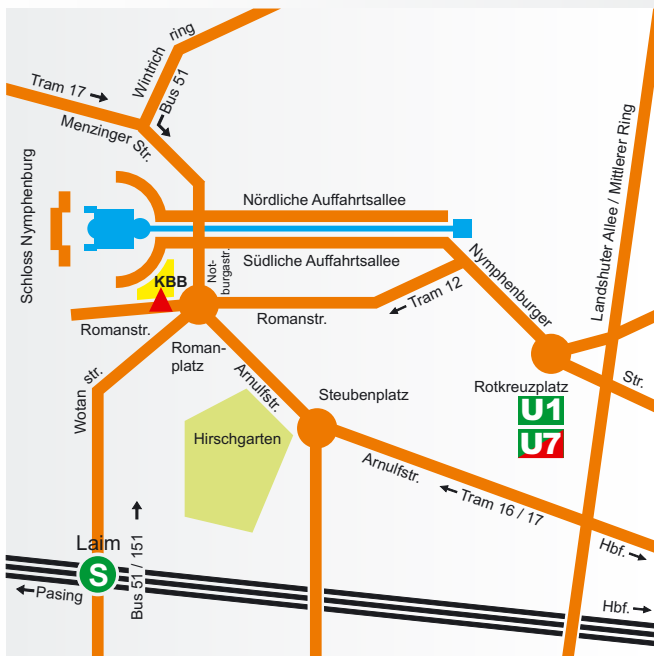 Wintrich ring
Tram 17
Bus 51
Menzinger Str.
Schloss Nymphenburg
Nördliche Auffahrtsallee
Landshuter Allee / Mittlerer Ring
Südliche Auffahrtsallee
Not-
burgastr.
Nymphenburger
KBB
Tram 12
Romanstr.
Romanstr.
Roman-
platz
Rotkreuzplatz
Str.
U1
U7
Wotan str.
Arnulfstr.
Steubenplatz
Hirschgarten
Arnulfstr.
Tram 16 / 17
Laim
S
Bus 51 / 151
Hbf.
Pasing
Hbf.